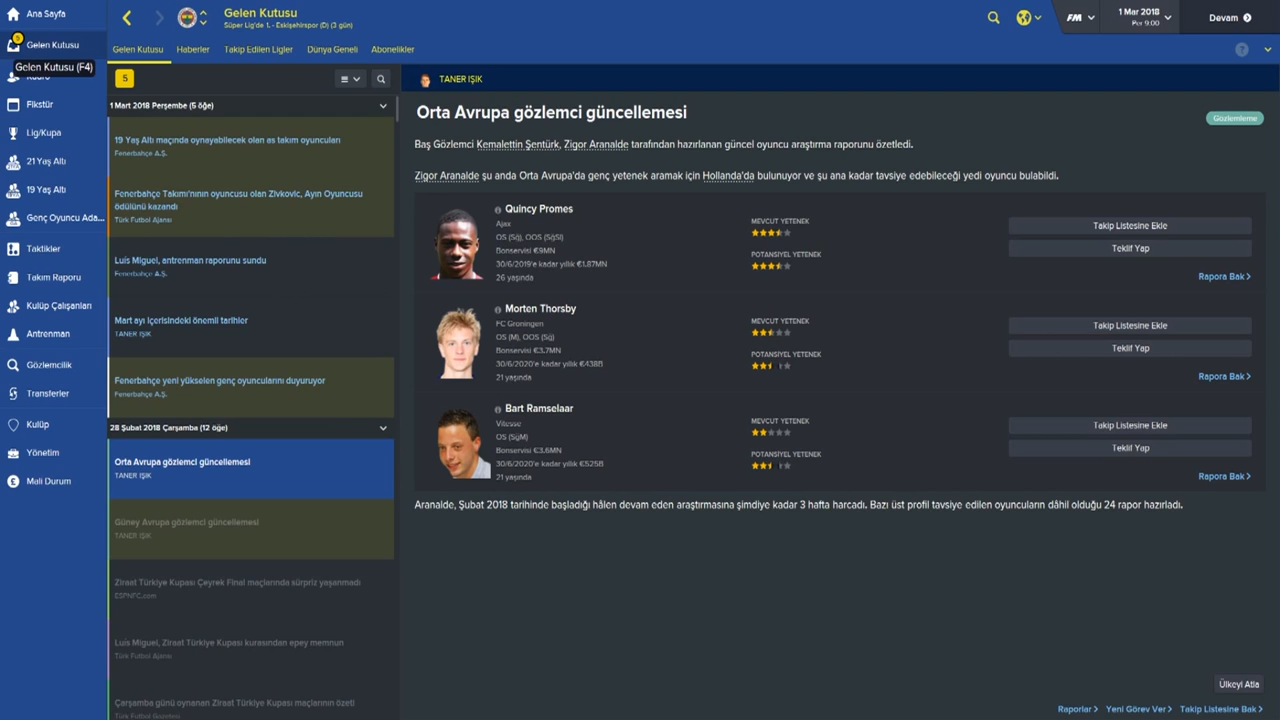 Ana Sayfa
5
Gelen Kutusu
Gelen Kutusu (F4)
Fikstür
Lig/Kupa
21 Yaş Altı
19 Yaş Altı
Genç Oyuncu Ada...
Taktikler
Takım Raporu
Kulüp Çalışanları
Antrenman
Gözlemcilik
Transferler
Kulüp
Yönetim
Mali Durum
Gelen Kutusu
Süper Lig'de 1. - Eskişehirspor (D) (3 gün)
FM
1 Mar 2018
Per 9:00
Devam
Gelen Kutusu
Haberler
Takip Edilen Ligler
Dünya Geneli
Abonelikler
?
5
1 Mart 2018 Perşembe (5 öğe)
19 Yaş Altı maçında oynayabilecek olan as takım oyuncuları
Fenerbahçe A.Ş.
Fenerbahçe Takımı'nının oyuncusu olan Zivkovic, Ayın Oyuncusu
ödülünü kazandı
Türk Futbol Ajansı
Luís Miguel, antrenman raporunu sundu
Fenerbahçe A.Ş.
Mart ayı içerisindeki önemli tarihler
TANER IŞIK
Fenerbahçe yeni yükselen genç oyuncularını duyuruyor
Fenerbahçe A.Ş.
28 Şubat 2018 Çarşamba (12 öğe)
Orta Avrupa gözlemci güncellemesi
TANER IŞIK
Güney Avrupa gözlemci güncellemesi
TANER IŞIK
Ziraat Türkiye Kupası Çeyrek Final maçlarında sürpriz yaşanmadı
ESPNFC.com
Luís Miguel, Ziraat Türkiye Kupası kurasından epey memnun
Türk Futbol Ajansı
Çarşamba günü oynanan Ziraat Türkiye Kupası maçlarının özeti
Türk Futbol Gazetesi
TANER IŞIK
Orta Avrupa gözlemci güncellemesi
Gözlemleme
Baş Gözlemci Kemalettin Şentürk, Zigor Aranalde tarafından hazırlanan güncel oyuncu araştırma raporunu özetledi.
Zigor Aranalde şu anda Orta Avrupa'da genç yetenek aramak için Hollanda'da bulunuyor ve şu ana kadar tavsiye edebileceği yedi oyuncu bulabildi.
Quincy Promes
Ajax
OS (Sğ), OOS (SğSl)
Bonservisi €9MN
30/6/2019'e kadar yıllık €1.87MN
26 yaşında
MEVCUT YETENEK
POTANSİYEL YETENEK
Takip Listesine Ekle
Teklif Yap
Rapora Bak
Morten Thorsby
FC Groningen
OS (M), OOS (Sğ)
Bonservisi €3.7MN
30/6/2020'e kadar yıllık €438B
21 yaşında
MEVCUT YETENEK
POTANSİYEL YETENEK
Takip Listesine Ekle
Teklif Yap
Rapora Bak
Bart Ramselaar
Vitesse
OS (SğM)
Bonservisi €3.6MN
30/6/2020'e kadar yıllık €525B
21 yaşında
MEVCUT YETENEK
POTANSİYEL YETENEK
Takip Listesine Ekle
Teklif Yap
Rapora Bak
Aranalde, Şubat 2018 tarihinde başladığı hâlen devam eden araştırmasına şimdiye kadar 3 hafta harcadı. Bazı üst profil tavsiye edilen oyuncuların dâhil olduğu 24 rapor hazırladı.
Ülkeyi Atla
Raporlar
Yeni Görev Ver
Takip Listesine Bak